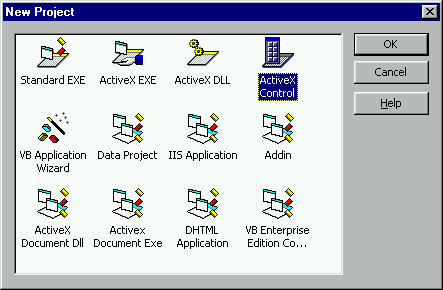 New Project
OK
Cancel
Help
Standard EXE ActiveX EXE ActiveX DLL ActiveX
Control
VB Application Data Project IIS Application Addin
Wizard
ActiveX Activex DHTML VB Enterprise
Document Dll Document Exe Application Edition Co...